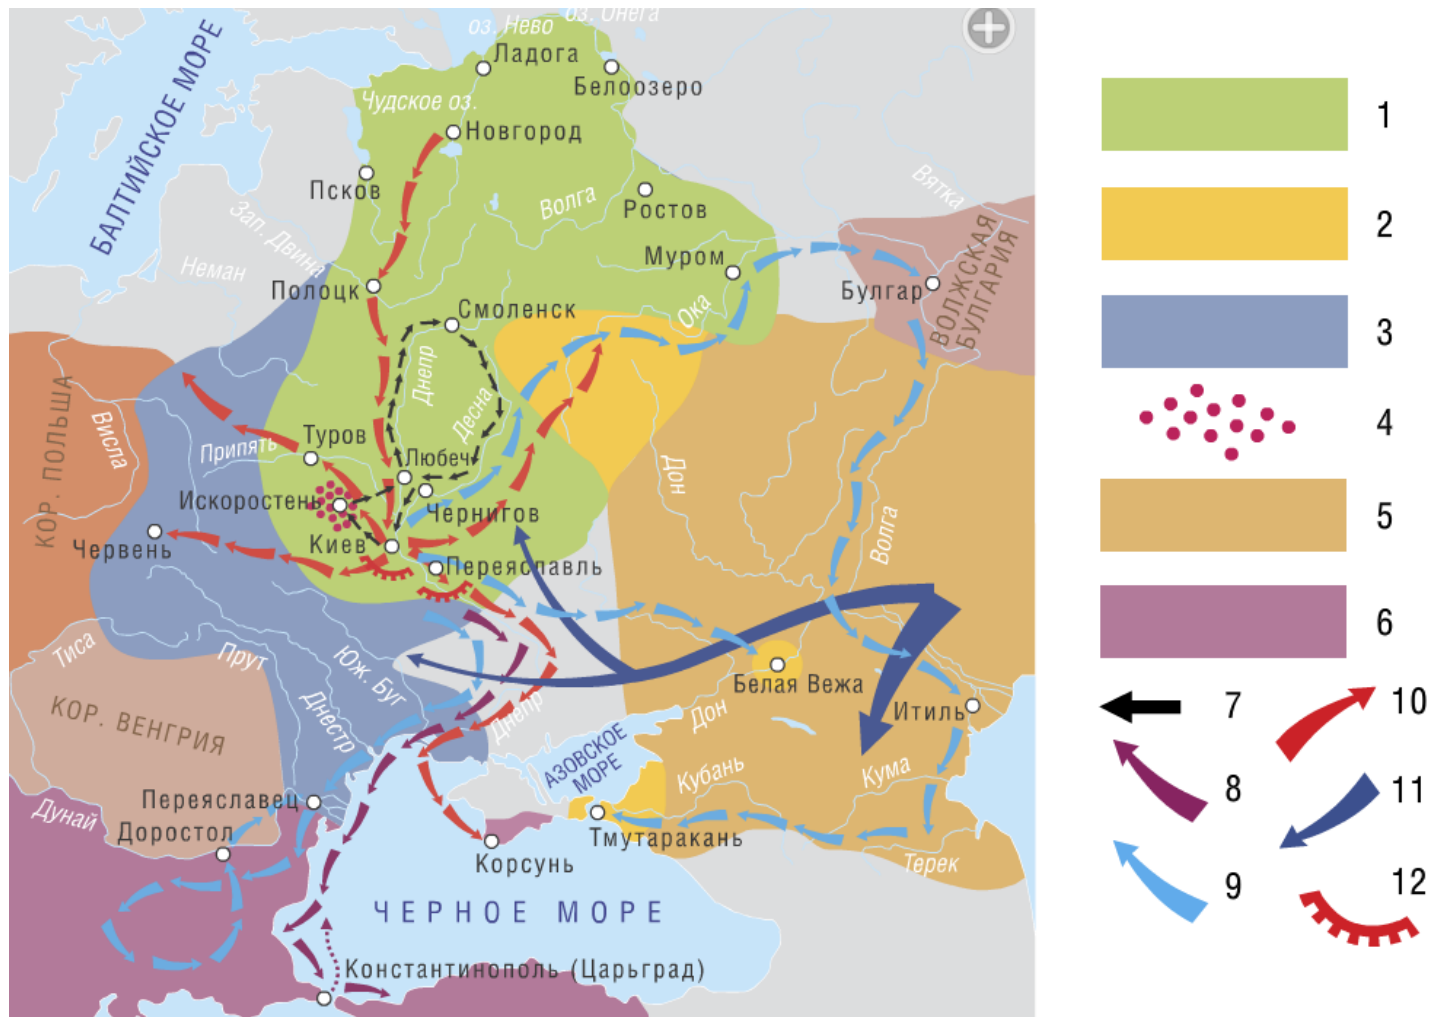 оз. Нево
оз. Онега
Ладога
Белоозеро
Чудское оз.
Новгород
БАЛТИЙСКОЕ МОРЕ
Псков
Волга
Ростов
Вятка
Зап. Двина
Неман
Муром
Полоцк
Булгар
ВОЛЖСКАЯ
БУЛГАРИЯ
Смоленск
Ока
Днепр
Десна
КОР. ПОЛЬША
Висла
Туров
Припять
Любеч
Дон
Искоростень
Чернигов
Червень
Киев
Волга
Переяславль
Тиса
Прут
Юж. Буг
Белая Вежа
КОР. ВЕНГРИЯ
Днестр
Днепр
Дон
Итиль
АЗОВСКОЕ
МОРЕ
Кубань
Кума
Дунай
Переяславец
Доростол
Тмутаракань
Корсунь
Терек
ЧЕРНОЕ МОРЕ
Константинополь (Царьград)
1
2
3
4
5
6
7
10
8
11
9
12